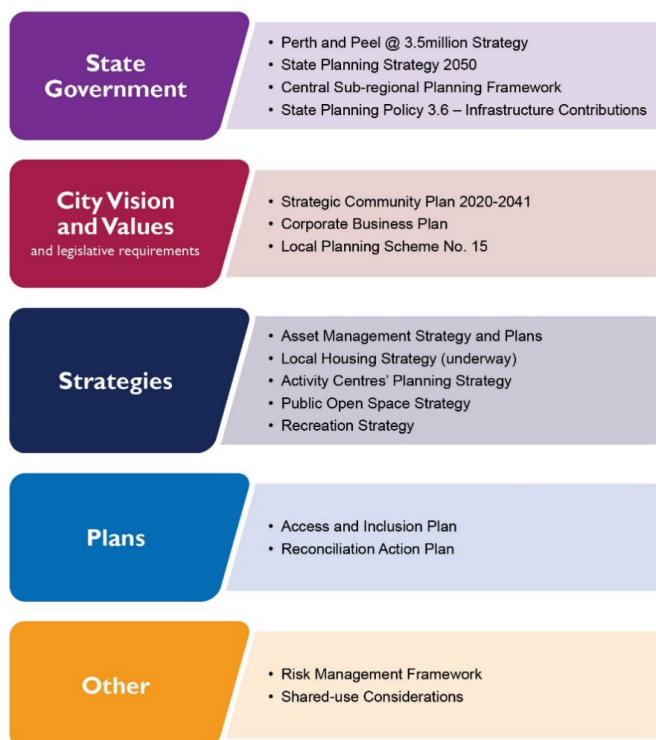 State
Government
• Perth and Peel @ 3.5million Strategy
• State Planning Strategy 2050
• Central Sub-regional Planning Framework
• State Planning Policy 3.6 – Infrastructure Contributions
City Vision
and Values
and legislative requirements
• Strategic Community Plan 2020-2041
• Corporate Business Plan
• Local Planning Scheme No. 15
Strategies
• Asset Management Strategy and Plans
• Local Housing Strategy (underway)
• Activity Centres' Planning Strategy
• Public Open Space Strategy
• Recreation Strategy
Plans
• Access and Inclusion Plan
• Reconciliation Action Plan
Other
• Risk Management Framework
• Shared-use Considerations